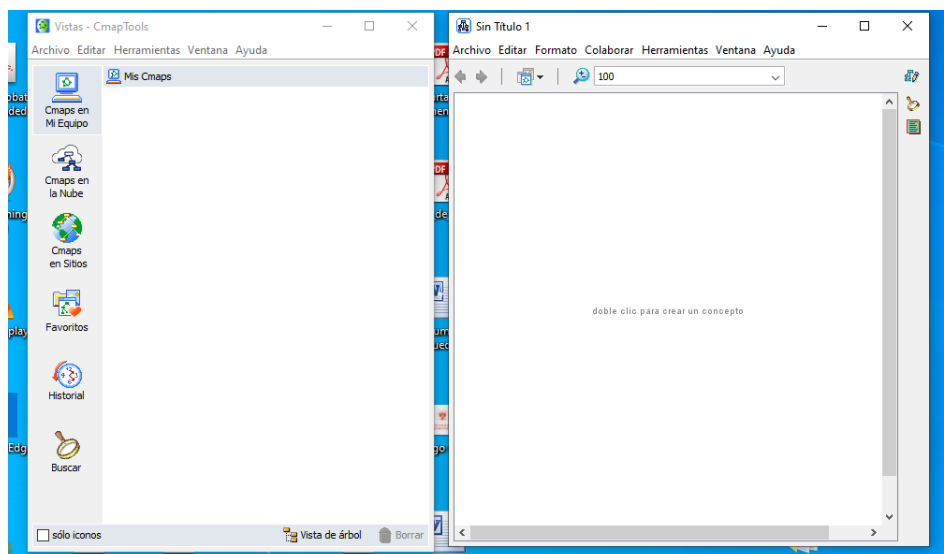 Vistas - CmapTools
Archivo Editar Herramientas Ventana Ayuda
Mis Cmaps
Cmaps en
Mi Equipo
Cmaps en
la Nube
Cmaps
en Sitios
Favoritos
Historial
Buscar
sólo iconos
Vista de árbol
Borrar
Sin Título 1
Archivo Editar Formato Colaborar Herramientas Ventana Ayuda
100
doble clic para crear un concepto